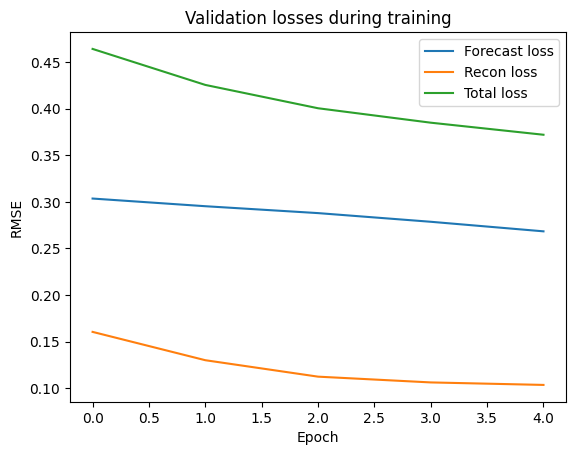 Validation losses during training
Forecast loss
Recon loss
Total loss
RMSE
0.45
0.40
0.35
0.30
0.25
0.20
0.15
0.10
0.0 0.5 1.0 1.5 2.0 2.5 3.0 3.5 4.0
Epoch